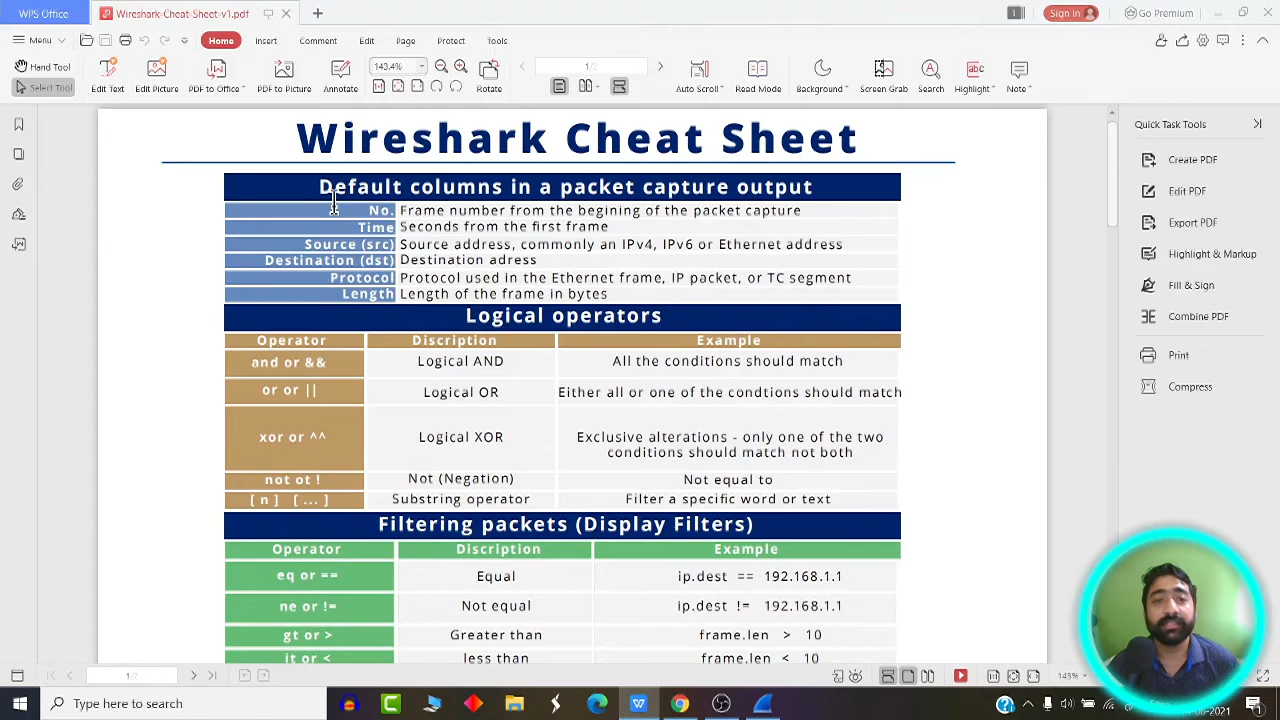 WPS Office
Wireshark-Cheat-Sheet-v1.pdf
1
Sign in
Go Premium
Menu
Home
Insert
Comment
Edit
Page
Protect
Tools
Hand Tool
Select Tool
Edit Text
Edit Picture
PDF to Office
PDF to Picture
Annotate
143.4%
Rotate
1/2
Auto Scroll
Read Mode
Background
Screen Grab
Search
Highlight
Note
Wireshark Cheat Sheet
Default columns in a packet capture output
No. Frame number from the begining of the packet capture
Time Seconds from the first frame
Source (src) Source address, commonly an IPv4, IPv6 or Ethernet address
Destination (dst) Destination adress
Protocol Protocol used in the Ethernet frame, IP packet, or TC segment
Length Length of the frame in bytes
Logical operators
Operator Discription Example
and or && Logical AND All the conditions should match
or or || Logical OR Either all or one of the condtions should match
xor or ^^ Logical XOR Exclusive alterations - only one of the two
conditions should match not both
not ot ! Not (Negation) Not equal to
[ n ] [ ... ] Substring operator Filter a specific word or text
Filtering packets (Display Filters)
Operator Discription Example
eq or == Equal ip.dest == 192.168.1.1
ne or != Not equal ip.dest != 192.168.1.1
gt or > Greater than frame.len > 10
it or < less than frame.len < 10
Quick Task Tools
Create PDF
Edit PDF
Export PDF
Highlight & Markup
Fill & Sign
Combine PDF
Print
Compress
1/2
143%
Type here to search
-06-2021